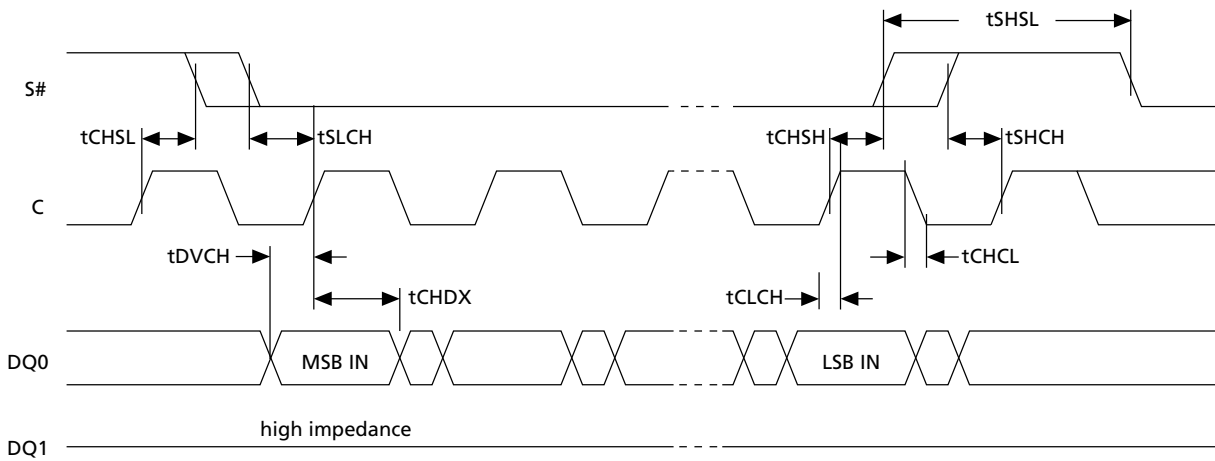 tSHSL
S#
tCHSL
tSLCH
tCHSH
tSHCH
C
tDVCH
tCHCL
tCHDX
tCLCH
DQ0
MSB IN
LSB IN
high impedance
DQ1